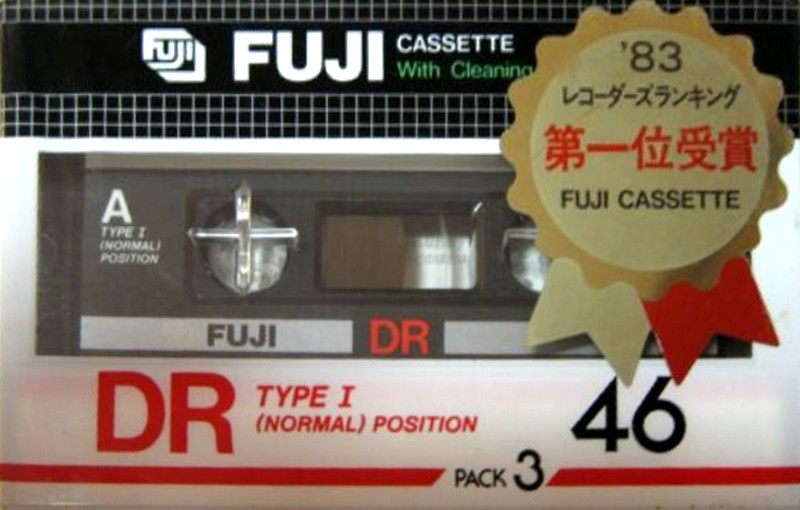 FUJI FUJI CASSETTE
With Cleaning
'83
レコーダーズランキング
第一位受賞
FUJI CASSETTE
A
TYPE I
(NORMAL)
POSITION
FUJI DR
DR TYPE I
(NORMAL) POSITION
46
PACK 3